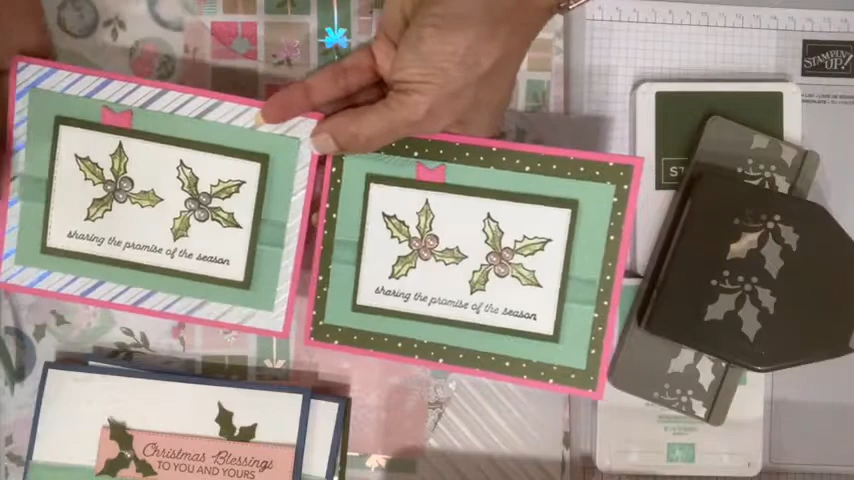 STAMPIN' UP!
sharing the promise of the season
sharing the promise of the season
Christmas Blessings
TO YOU AND YOURS